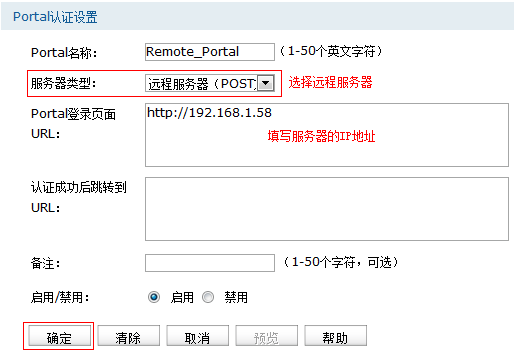 Portal认证设置
Portal名称： Remote_Portal （1-50个英文字符）
服务器类型： 远程服务器（POST） 选择远程服务器
Portal登录页面 http://192.168.1.58
URL： 填写服务器的IP地址
认证成功后跳转到
URL：
备注： （1-50个字符，可选）
启用/禁用： 启用 禁用
确定 清除 取消 预览 帮助